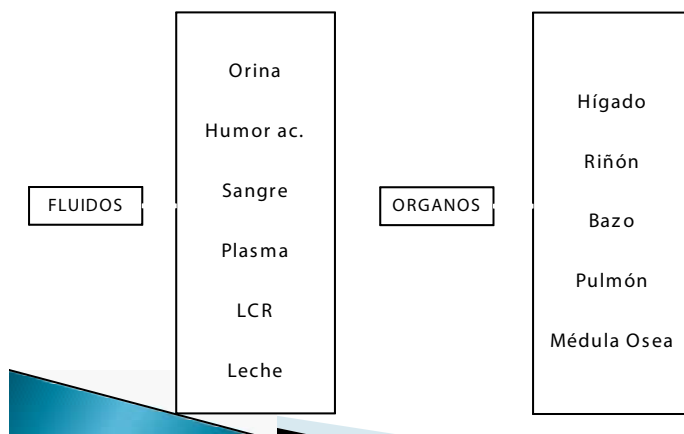 FLUIDOS
Orina
Humor ac.
Sangre
Plasma
LCR
Leche
ORGANOS
Hígado
Riñón
Bazo
Pulmón
Médula Osea